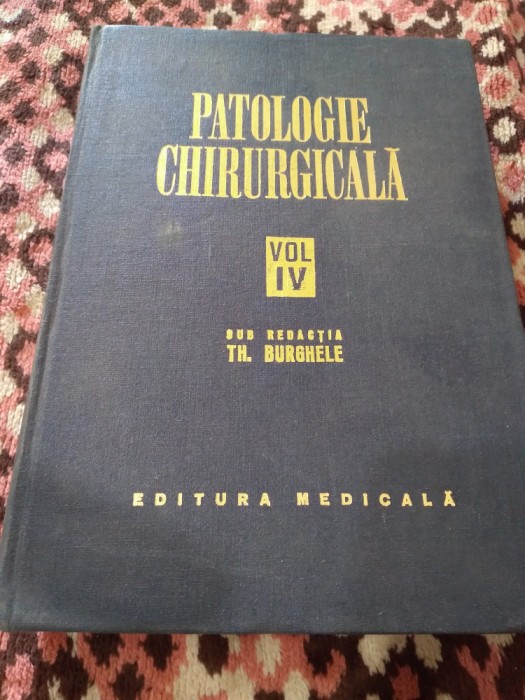 PATOLOGIE
CHIRURGICALĂ
VOL
IV
SUB REDACȚIA
TH. BURGHELE
EDITURA MEDICALĂ